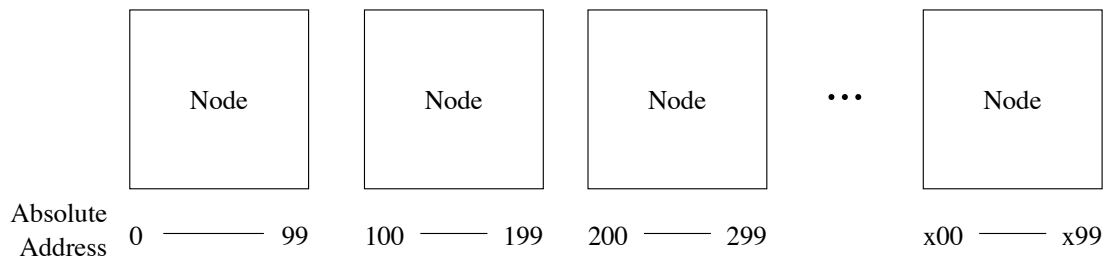 Node Node Node ... Node
Absolute
Address
0 99 100 199 200 299 x00 x99